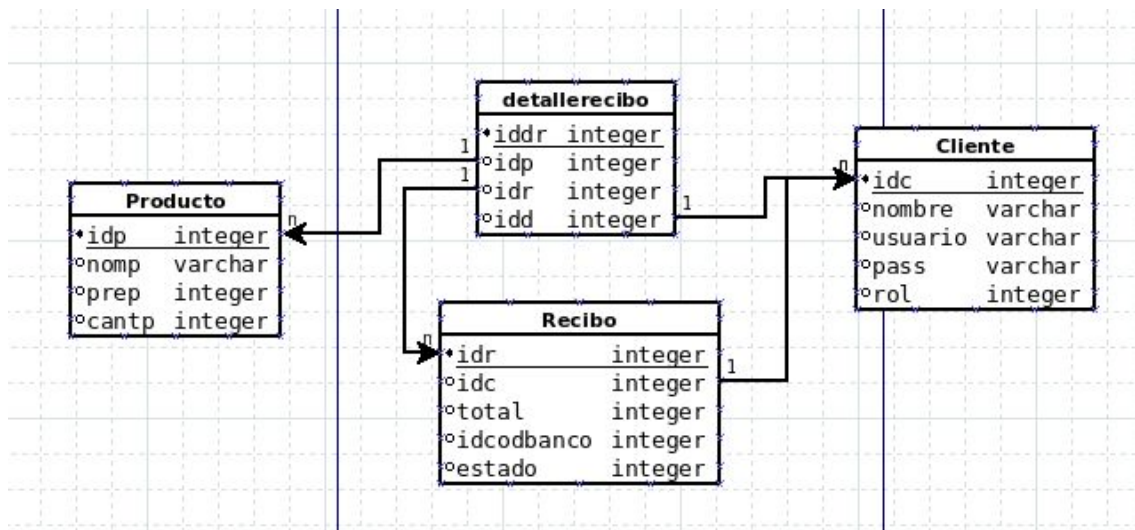 detallerecibo
iddr integer
idp integer
idr integer
idd integer
Producto
idp integer
nomp varchar
prep integer
cantp integer
Cliente
idc integer
nombre varchar
usuario varchar
pass varchar
rol integer
Recibo
idr integer
idc integer
total integer
idcodbanco integer
estado integer
1
n
1
n
1
n
1